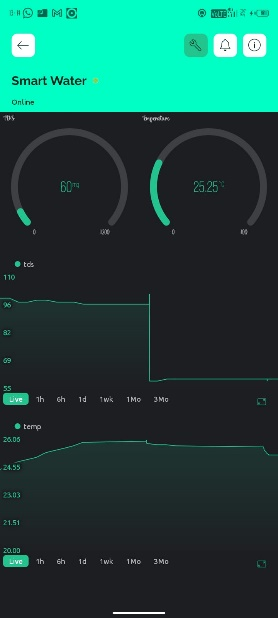 Smart Water
Online
TDS
Temperature
60mg
0
1500
25.25°C
0
100
tds
110
96
82
69
55
Live 1h 6h 1d 1wk 1Mo 3Mo
temp
26.06
24.55
23.03
21.51
20.00
Live 1h 6h 1d 1wk 1Mo 3Mo